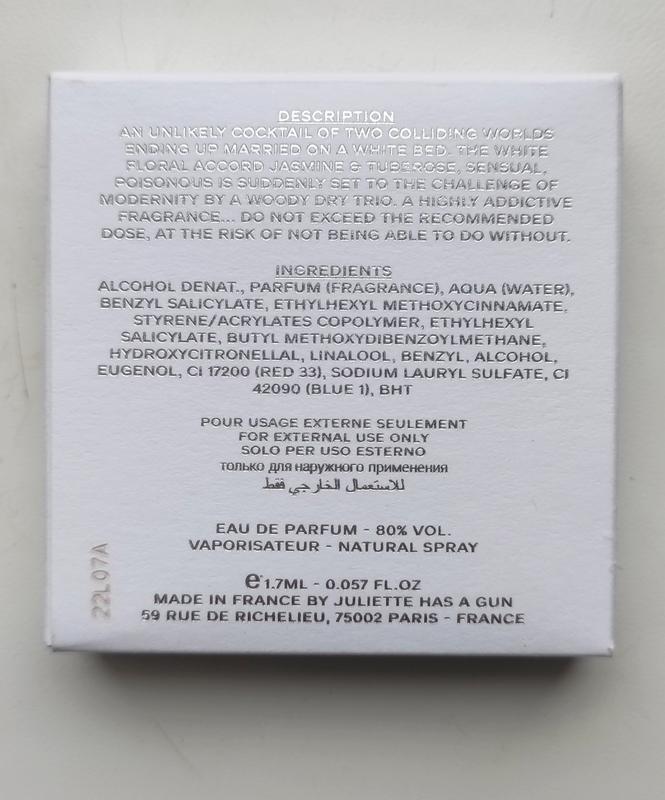 DESCRIPTION
AN UNLIKELY COCKTAIL OF TWO COLLIDING WORLDS
ENDING UP MARRIED ON A WHITE BED. THE WHITE
FLORAL ACCORD JASMINE & TUBEROSE, SENSUAL,
POISONOUS IS SUDDENLY SET TO THE CHALLENGE OF
MODERNITY BY A WOODY DRY TRIO. A HIGHLY ADDICTIVE
FRAGRANCE... DO NOT EXCEED THE RECOMMENDED
DOSE, AT THE RISK OF NOT BEING ABLE TO DO WITHOUT.
INGREDIENTS
ALCOHOL DENAT., PARFUM (FRAGRANCE), AQUA (WATER),
BENZYL SALICYLATE, ETHYLHEXYL METHOXYCINNAMATE,
STYRENE/ACRYLATES COPOLYMER, ETHYLHEXYL
SALICYLATE, BUTYL METHOXYDIBENZOYLMETHANE,
HYDROXYCITRONELLAL, LINALOOL, BENZYL, ALCOHOL,
EUGENOL, CI 17200 (RED 33), SODIUM LAURYL SULFATE, CI
42090 (BLUE 1), BHT
POUR USAGE EXTERNE SEULEMENT
FOR EXTERNAL USE ONLY
SOLO PER USO ESTERNO
только для наружного применения
للاستعمال الخارجي فقط
EAU DE PARFUM - 80% VOL.
VAPORISATEUR - NATURAL SPRAY
e 1.7ML - 0.057 FL.OZ
MADE IN FRANCE BY JULIETTE HAS A GUN
59 RUE DE RICHELIEU, 75002 PARIS - FRANCE
22L07A